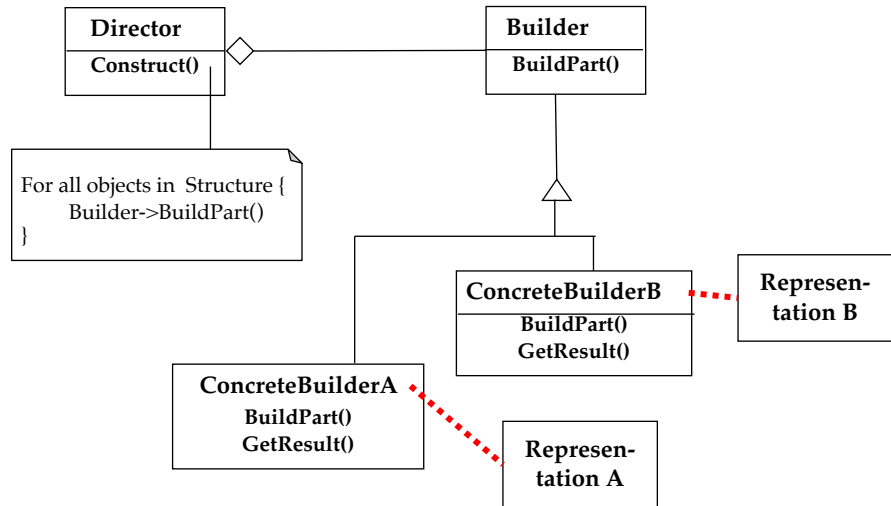 Director
Construct()
Builder
BuildPart()
For all objects in Structure {
Builder->BuildPart()
}
ConcreteBuilderB
BuildPart()
GetResult()
Represen-
tation B
ConcreteBuilderA
BuildPart()
GetResult()
Represen-
tation A